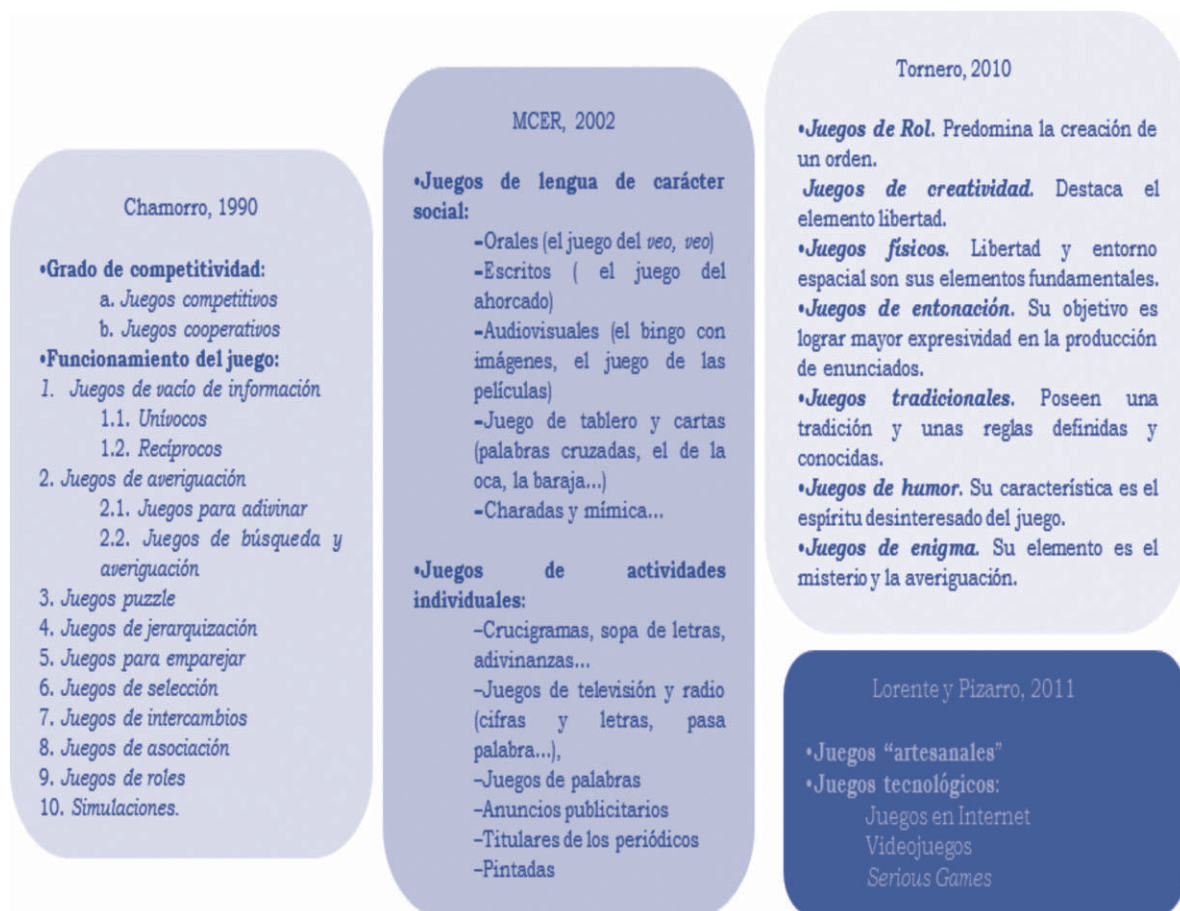 Chamorro, 1990
•Grado de competitividad:
a. Juegos competitivos
b. Juegos cooperativos
•Funcionamiento del juego:
1. Juegos de vacío de información
1.1. Unívocos
1.2. Recíprocos
2. Juegos de averiguación
2.1. Juegos para adivinar
2.2. Juegos de búsqueda y
averiguación
3. Juegos puzzle
4. Juegos de jerarquización
5. Juegos para emparejar
6. Juegos de selección
7. Juegos de intercambios
8. Juegos de asociación
9. Juegos de roles
10. Simulaciones.
MCER, 2002
•Juegos de lengua de carácter
social:
–Orales (el juego del veo, veo)
–Escritos ( el juego del
ahorcado)
–Audiovisuales (el bingo con
imágenes, el juego de las
películas)
–Juego de tablero y cartas
(palabras cruzadas, el de la
oca, la baraja...)
–Charadas y mímica...
•Juegos de actividades
individuales:
–Crucigramas, sopa de letras,
adivinanzas...
–Juegos de televisión y radio
(cifras y letras, pasa
palabra...),
–Juegos de palabras
–Anuncios publicitarios
–Titulares de los periódicos
–Pintadas
Tornero, 2010
•Juegos de Rol. Predomina la creación de
un orden.
Juegos de creatividad. Destaca el
elemento libertad.
•Juegos físicos. Libertad y entorno
espacial son sus elementos fundamentales.
•Juegos de entonación. Su objetivo es
lograr mayor expresividad en la producción
de enunciados.
•Juegos tradicionales. Poseen una
tradición y unas reglas definidas y
conocidas.
•Juegos de humor. Su característica es el
espíritu desinteresado del juego.
•Juegos de enigma. Su elemento es el
misterio y la averiguación.
Lorente y Pizarro, 2011
•Juegos “artesanales”
•Juegos tecnológicos:
Juegos en Internet
Videojuegos
Serious Games